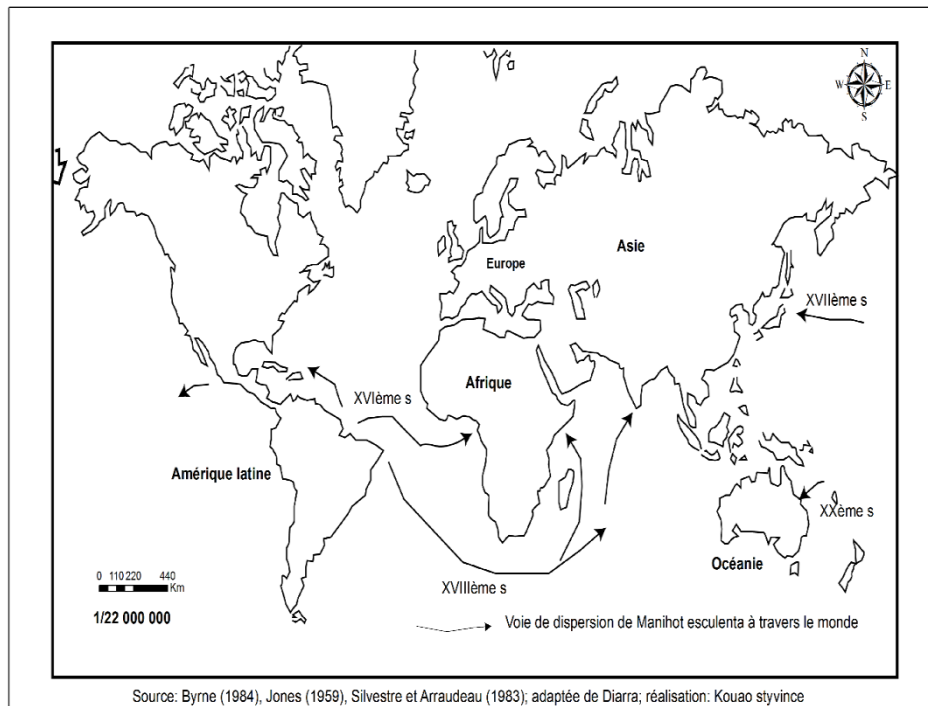 N
W E
S
Asie
Europe
XVIIème s
Afrique
XVIème s
Amérique latine
XXème s
Océanie
0 110 220 440
Km
XVIIIème s
1/22 000 000
Voie de dispersion de Manihot esculenta à travers le monde
Source: Byrne (1984), Jones (1959), Silvestre et Arraudeau (1983); adaptée de Diarra; réalisation: Kouao styvince